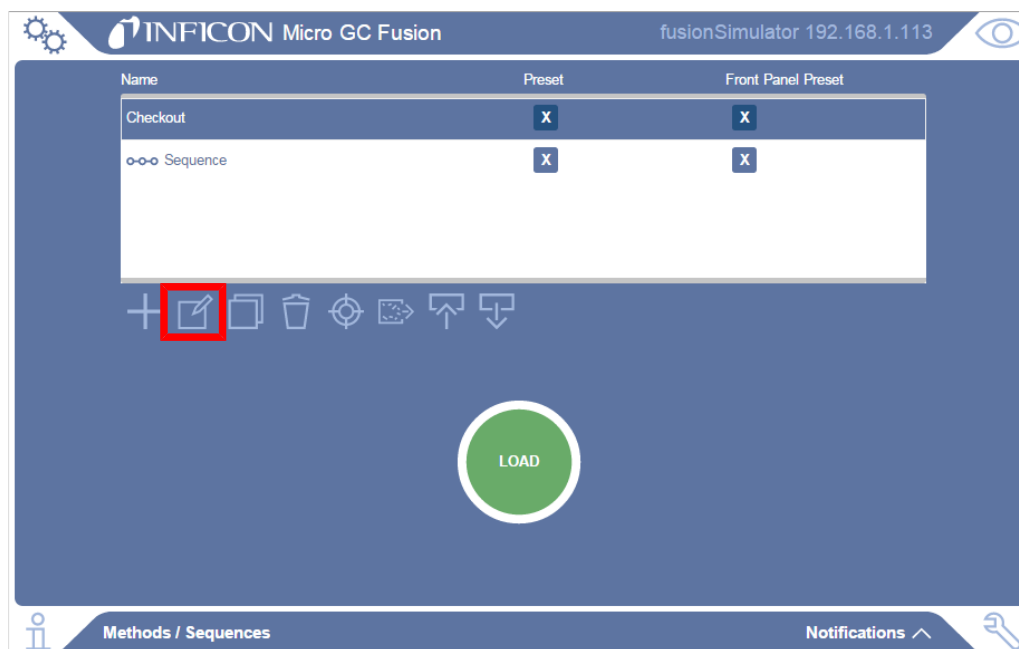 INFICON Micro GC Fusion
fusionSimulator 192.168.1.113
Name Preset Front Panel Preset
Checkout X X
Sequence X X
LOAD
Methods / Sequences
Notifications